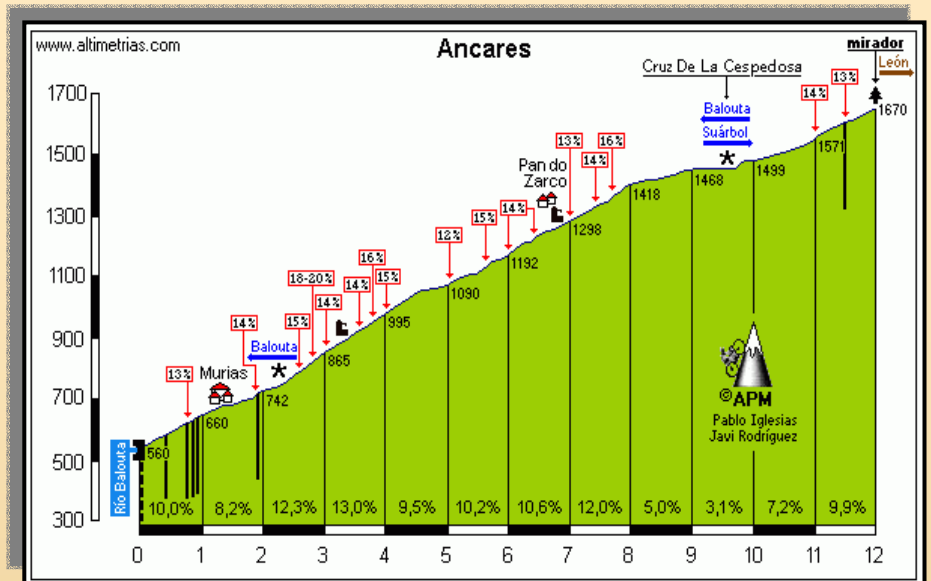 www.altimetrias.com
Ancares
mirador
León
Cruz De La Cespedosa
Balouta
Suárbol
1700
1500
1300
1100
900
700
500
300
13%
14%
15%
18-20%
14%
14%
16%
15%
12%
15%
14%
13%
14%
16%
14%
13%
Murias
Balouta
Pando
Zarco
Río Balouta
560
660
742
865
995
1090
1192
1298
1418
1468
1499
1571
1670
©APM
Pablo Iglesias
Javi Rodríguez
10,0% 8,2% 12,3% 13,0% 9,5% 10,2% 10,6% 12,0% 5,0% 3,1% 7,2% 9,9%
0 1 2 3 4 5 6 7 8 9 10 11 12